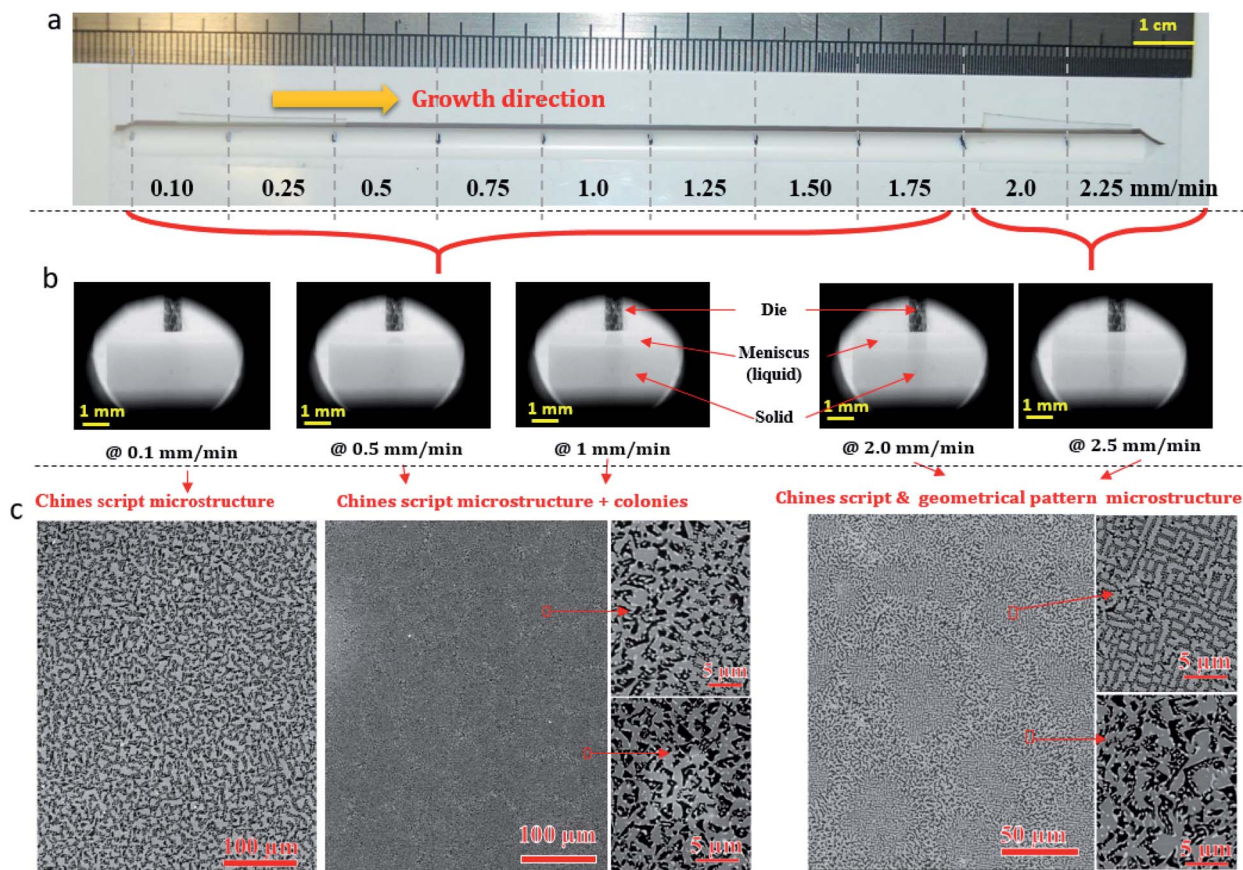 a
1 cm
Growth direction
0.10 0.25 0.5 0.75 1.0 1.25 1.50 1.75 2.0 2.25 mm/min
b
Die
Meniscus
(liquid)
Solid
1 mm 1 mm 1 mm 1 mm 1 mm
@ 0.1 mm/min @ 0.5 mm/min @ 1 mm/min @ 2.0 mm/min @ 2.5 mm/min
Chines script microstructure Chines script microstructure + colonies Chines script & geometrical pattern microstructure
c
5 μm 5 μm
100 μm 100 μm 5 μm 50 μm 5 μm